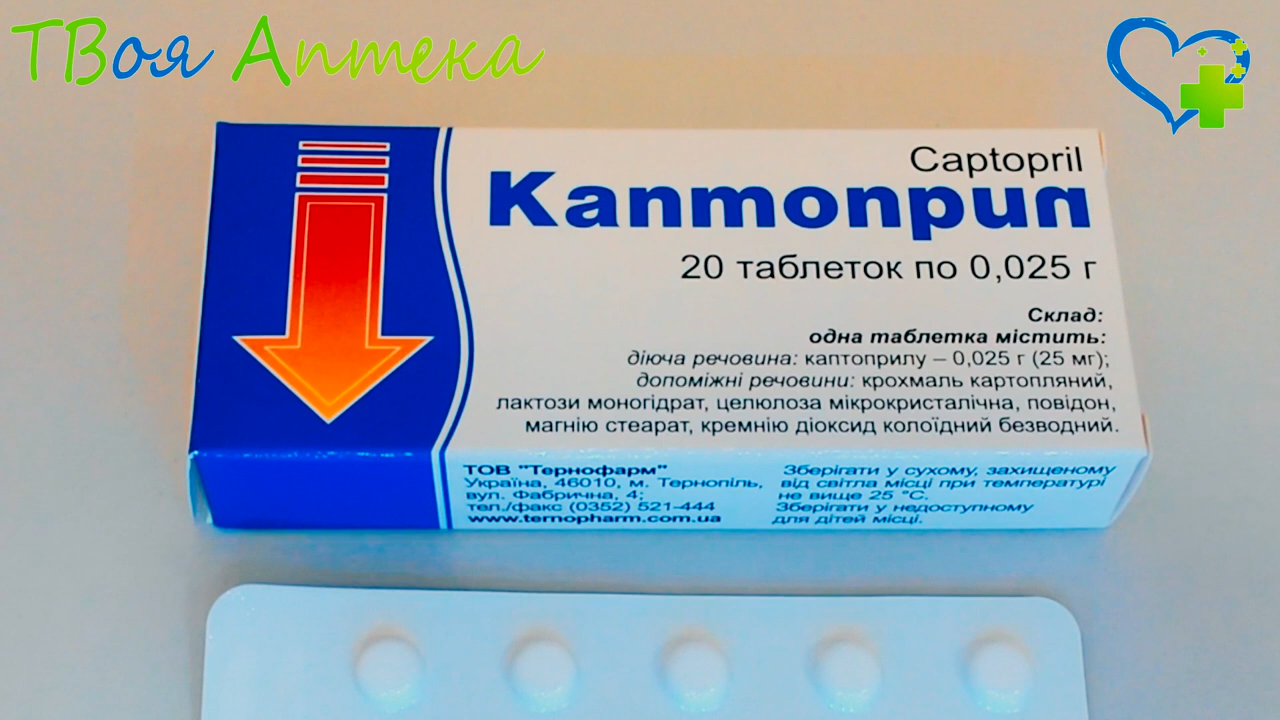 ТВоя Аптека
Captopril
Каптоприл
20 таблеток по 0,025 г
Склад:
одна таблетка містить:
діюча речовина: каптоприлу – 0,025 г (25 мг);
допоміжні речовини: крохмаль картопляний,
лактози моногідрат, целюлоза мікрокристалічна, повідон,
магнію стеарат, кремнію діоксид колоїдний безводний.
ТОВ "Тернофарм"
Україна, 46010, м. Тернопіль,
вул. Фабрична, 4;
тел./факс (0352) 521-444
www.ternopharm.com.ua
Зберігати у сухому, захищеному
від світла місці при температурі
не вище 25 °С.
Зберігати у недоступному
для дітей місці.